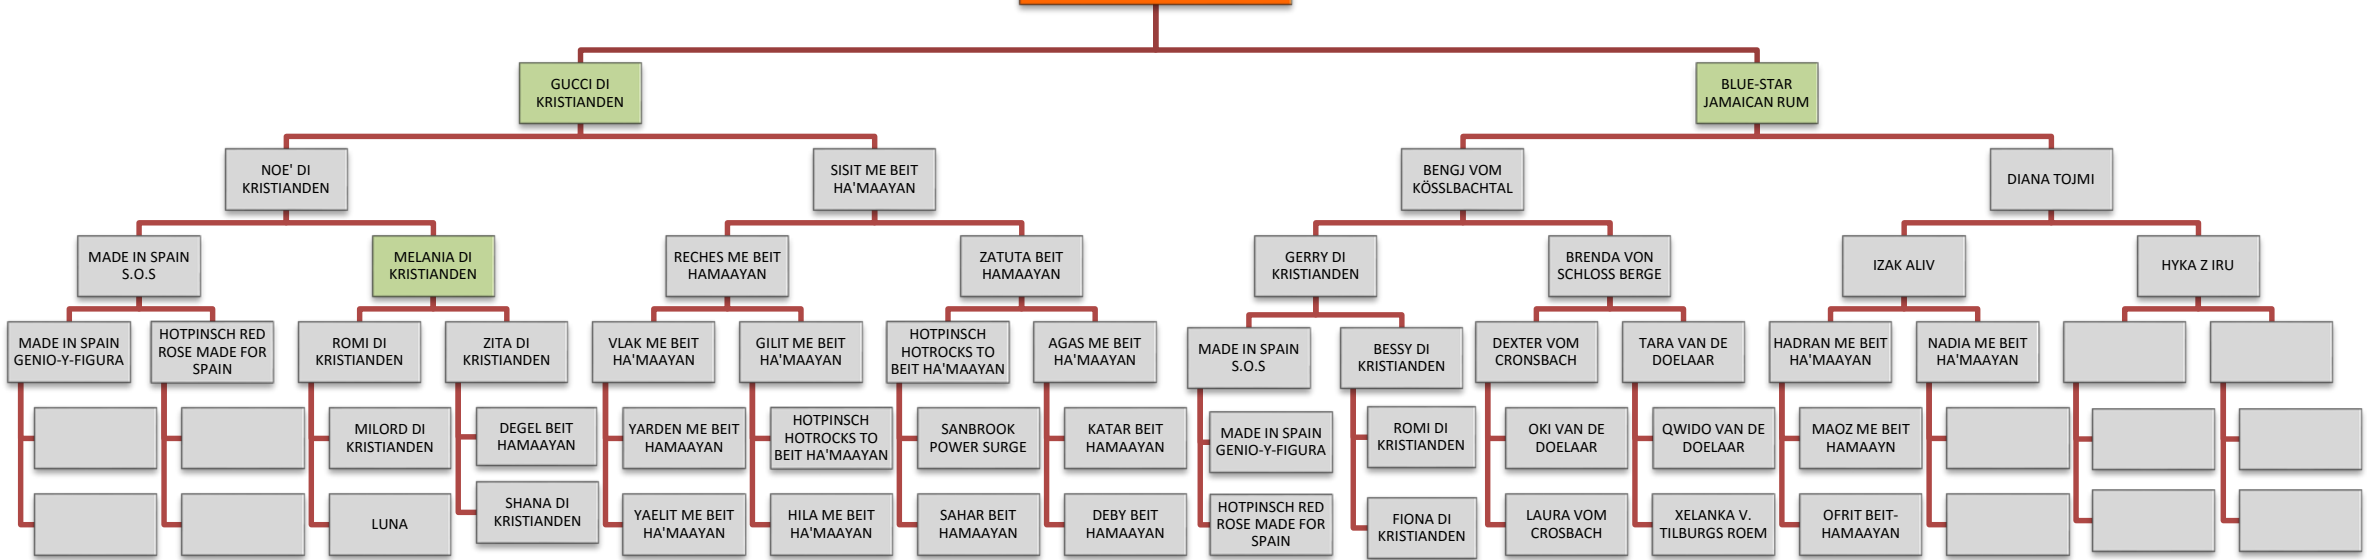 GUCCI DI
KRISTIANDEN
BLUE-STAR
JAMAICAN RUM
NOE' DI
KRISTIANDEN
SISIT ME BEIT
HA'MAAYAN
BENGJ VOM
KÖSSLBACHTAL
DIANA TOJMI
MADE IN SPAIN
S.O.S
MELANIA DI
KRISTIANDEN
RECHES ME BEIT
HAMAAYAN
ZATUTA BEIT
HAMAAYAN
GERRY DI
KRISTIANDEN
BRENDA VON
SCHLOSS BERGE
IZAK ALIV
HYKA Z IRU
MADE IN SPAIN
GENIO-Y-FIGURA
HOTPINSCH RED
ROSE MADE FOR
SPAIN
ROMI DI
KRISTIANDEN
ZITA DI
KRISTIANDEN
VLAK ME BEIT
HA'MAAYAN
GILIT ME BEIT
HA'MAAYAN
HOTPINSCH
HOTROCKS TO
BEIT HA'MAAYAN
AGAS ME BEIT
HA'MAAYAN
MADE IN SPAIN
S.O.S
BESSY DI
KRISTIANDEN
DEXTER VOM
CRONSBACH
TARA VAN DE
DOELAAR
HADRAN ME BEIT
HA'MAAYAN
NADIA ME BEIT
HA'MAAYAN
MILORD DI
KRISTIANDEN
DEGEL BEIT
HAMAAYAN
YARDEN ME BEIT
HAMAAYAN
HOTPINSCH
HOTROCKS TO
BEIT HA'MAAYAN
SANBROOK
POWER SURGE
KATAR BEIT
HAMAAYAN
MADE IN SPAIN
GENIO-Y-FIGURA
ROMI DI
KRISTIANDEN
OKI VAN DE
DOELAAR
QWIDO VAN DE
DOELAAR
MAOZ ME BEIT
HAMAAYN
LUNA
SHANA DI
KRISTIANDEN
YAELIT ME BEIT
HA'MAAYAN
HILA ME BEIT
HA'MAAYAN
SAHAR BEIT
HAMAAYAN
DEBY BEIT
HAMAAYAN
HOTPINSCH RED
ROSE MADE FOR
SPAIN
FIONA DI
KRISTIANDEN
LAURA VOM
CROSBACH
XELANKA V.
TILBURGS ROEM
OFRIT BEIT-
HAMAAYAN